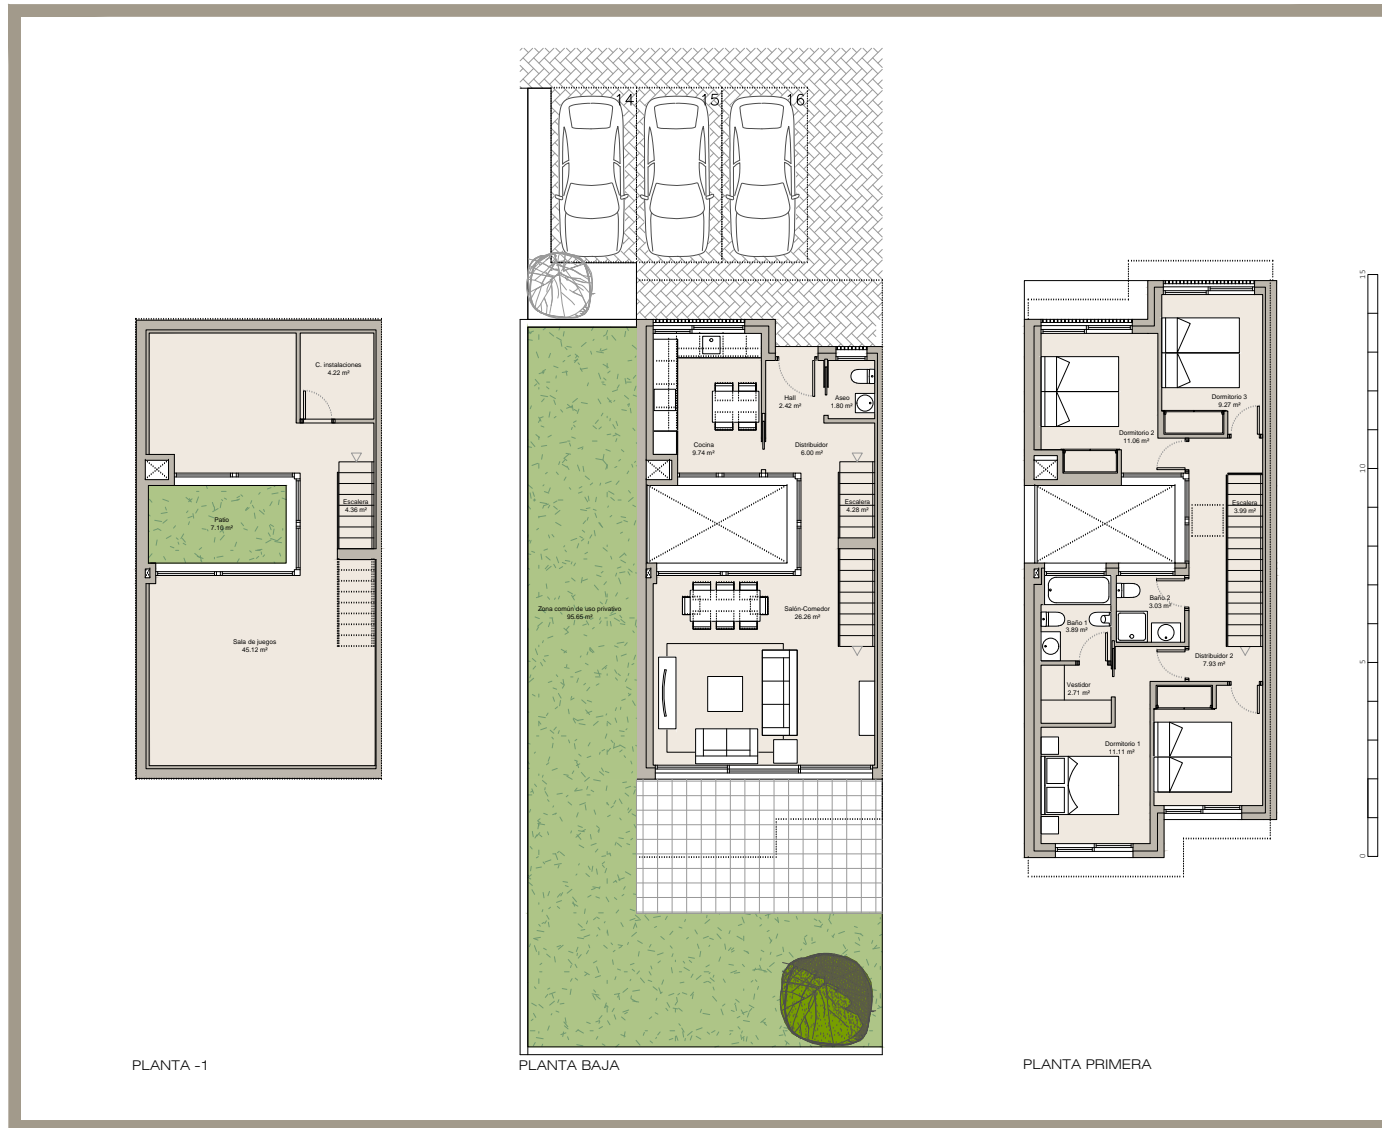 14 15 16
C. instalaciones
4.22 m²
Escalera
4.36 m²
Patio
7.10 m²
Sala de juegos
45.12 m²
PLANTA -1
Hall
2.42 m²
Aseo
1.80 m²
Cocina
9.74 m²
Distribuidor
6.00 m²
Escalera
4.28 m²
Zona común de uso privativo
95.65 m²
Salón-Comedor
26.26 m²
PLANTA BAJA
Dormitorio 3
9.27 m²
Dormitorio 2
11.06 m²
Escalera
3.99 m²
Baño 2
3.03 m²
Baño 1
3.89 m²
Distribuidor 2
7.93 m²
Vestidor
2.71 m²
Dormitorio 1
11.11 m²
PLANTA PRIMERA
15
10
5
0